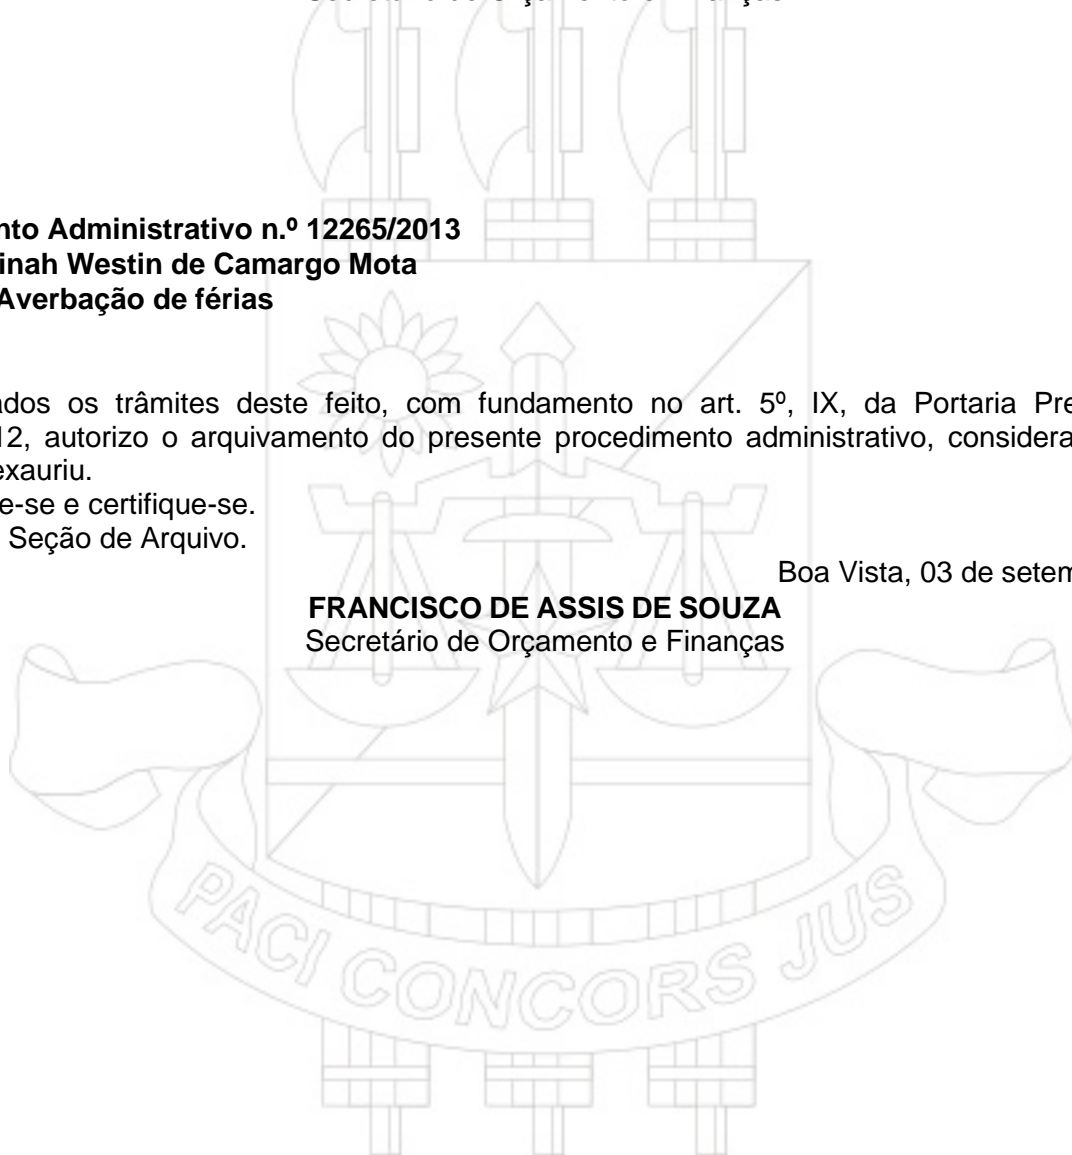 nto Administrativo n.º 12265/2013
inah Westin de Camargo Mota
Averbação de férias
ados os trâmites deste feito, com fundamento no art. 5º, IX, da Portaria Pre
12, autorizo o arquivamento do presente procedimento administrativo, considera
exauriu.
e-se e certifique-se.
Seção de Arquivo.
Boa Vista, 03 de setem
FRANCISCO DE ASSIS DE SOUZA
Secretário de Orçamento e Finanças
PACI CONCORS JUS